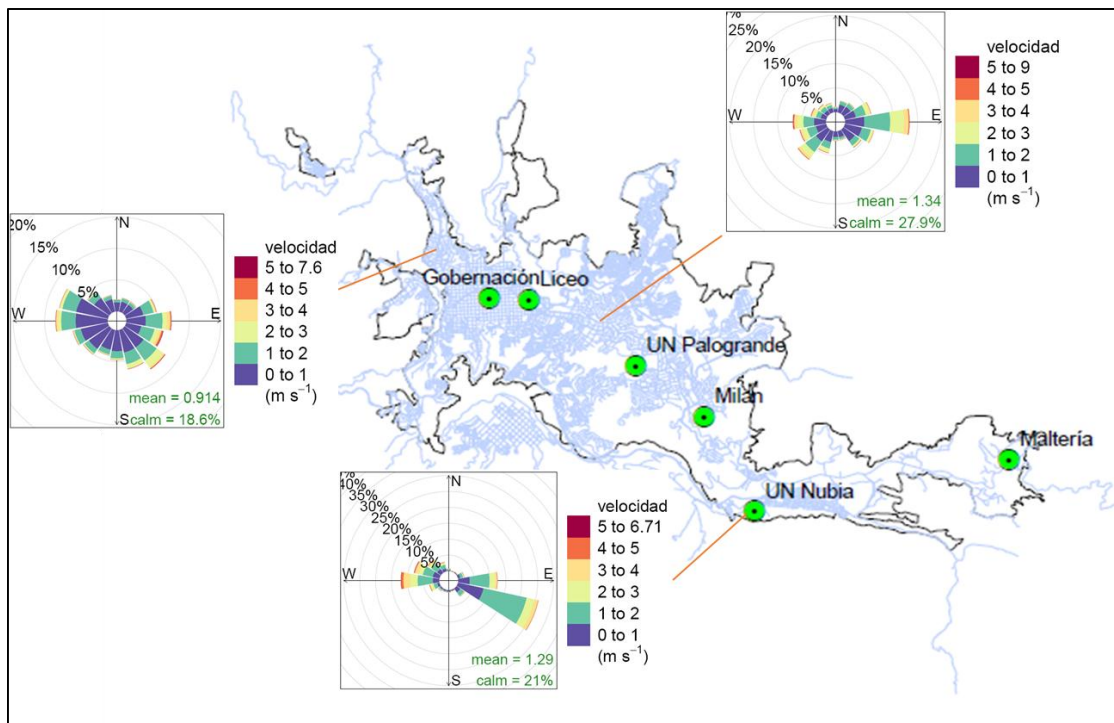 N
20%
15%
10%
5%
W
E
S
mean = 0.914
calm = 18.6%
velocidad
5 to 7.6
4 to 5
3 to 4
2 to 3
1 to 2
0 to 1
(m s⁻¹)
N
25%
20%
15%
10%
5%
W
E
S
mean = 1.34
calm = 27.9%
velocidad
5 to 9
4 to 5
3 to 4
2 to 3
1 to 2
0 to 1
(m s⁻¹)
Gobernación
Liceo
UN Palogrande
Milán
Maltería
UN Nubia
N
40%
35%
30%
25%
20%
15%
10%
5%
W
E
S
mean = 1.29
calm = 21%
velocidad
5 to 6.71
4 to 5
3 to 4
2 to 3
1 to 2
0 to 1
(m s⁻¹)